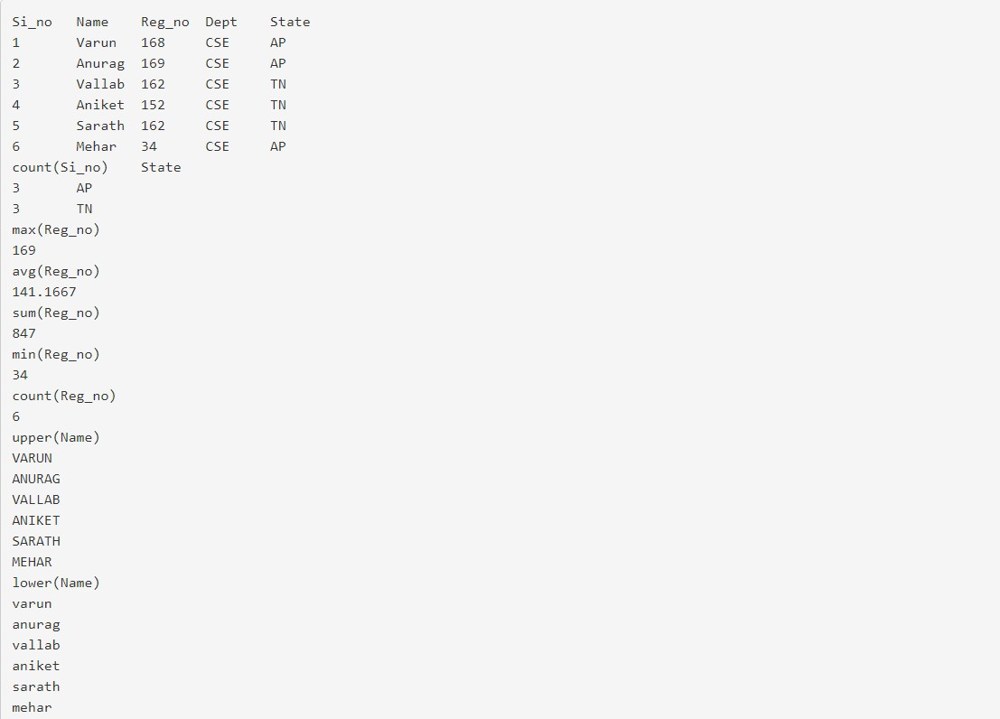 Si_no Name Reg_no Dept State
1 Varun 168 CSE AP
2 Anurag 169 CSE AP
3 Vallab 162 CSE TN
4 Aniket 152 CSE TN
5 Sarath 162 CSE TN
6 Mehar 34 CSE AP
count(Si_no) State
3 AP
3 TN
max(Reg_no)
169
avg(Reg_no)
141.1667
sum(Reg_no)
847
min(Reg_no)
34
count(Reg_no)
6
upper(Name)
VARUN
ANURAG
VALLAB
ANIKET
SARATH
MEHAR
lower(Name)
varun
anurag
vallab
aniket
sarath
mehar